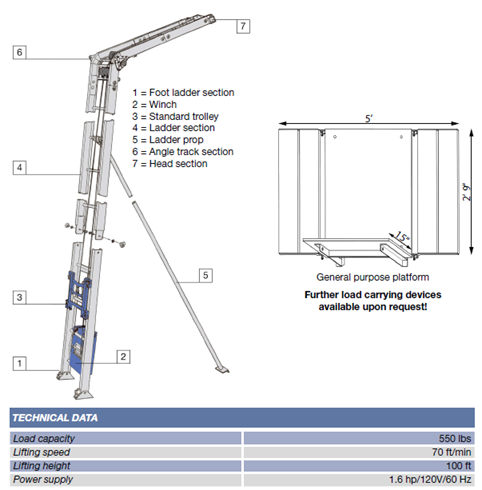 7
6
1 = Foot ladder section
2 = Winch
3 = Standard trolley
4 = Ladder section
5 = Ladder prop
6 = Angle track section
7 = Head section
5'
2' 9"
15"
4
General purpose platform
5
Further load carrying devices
available upon request!
3
2
1
TECHNICAL DATA
Load capacity 550 lbs
Lifting speed 70 ft/min
Lifting height 100 ft
Power supply 1.6 hp/120V/60 Hz